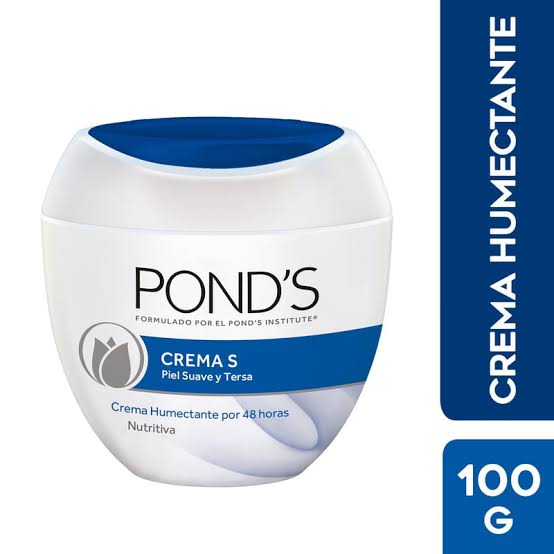 POND'S
FORMULADO POR EL POND'S INSTITUTE®
CREMA S
Piel Suave y Tersa
Crema Humectante por 48 horas
Nutritiva
CREMA HUMECTANTE
100
G